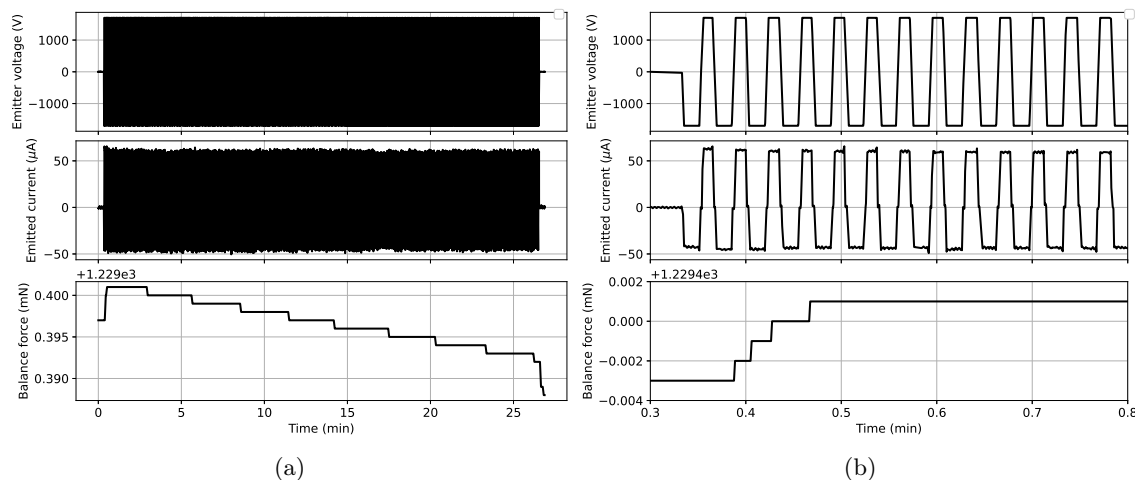 Emitter voltage (V)
1000
0
−1000
Emitted current (μA)
50
0
−50
+1.229e3
Balance force (mN)
0.400
0.395
0.390
0 5 10 15 20 25
Time (min)
(a)
Emitter voltage (V)
1000
0
−1000
Emitted current (μA)
50
0
−50
+1.2294e3
Balance force (mN)
0.002
0.000
−0.002
−0.004
0.3 0.4 0.5 0.6 0.7 0.8
Time (min)
(b)